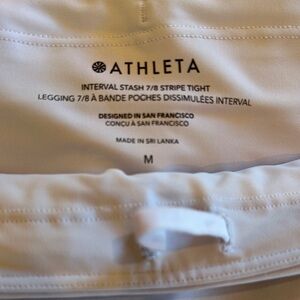 ATHLETA
INTERVAL STASH 7/8 STRIPE TIGHT
LEGGING 7/8 À BANDE POCHES DISSIMULÉES INTERVAL
DESIGNED IN SAN FRANCISCO
CONÇU À SAN FRANCISCO
MADE IN SRI LANKA
M